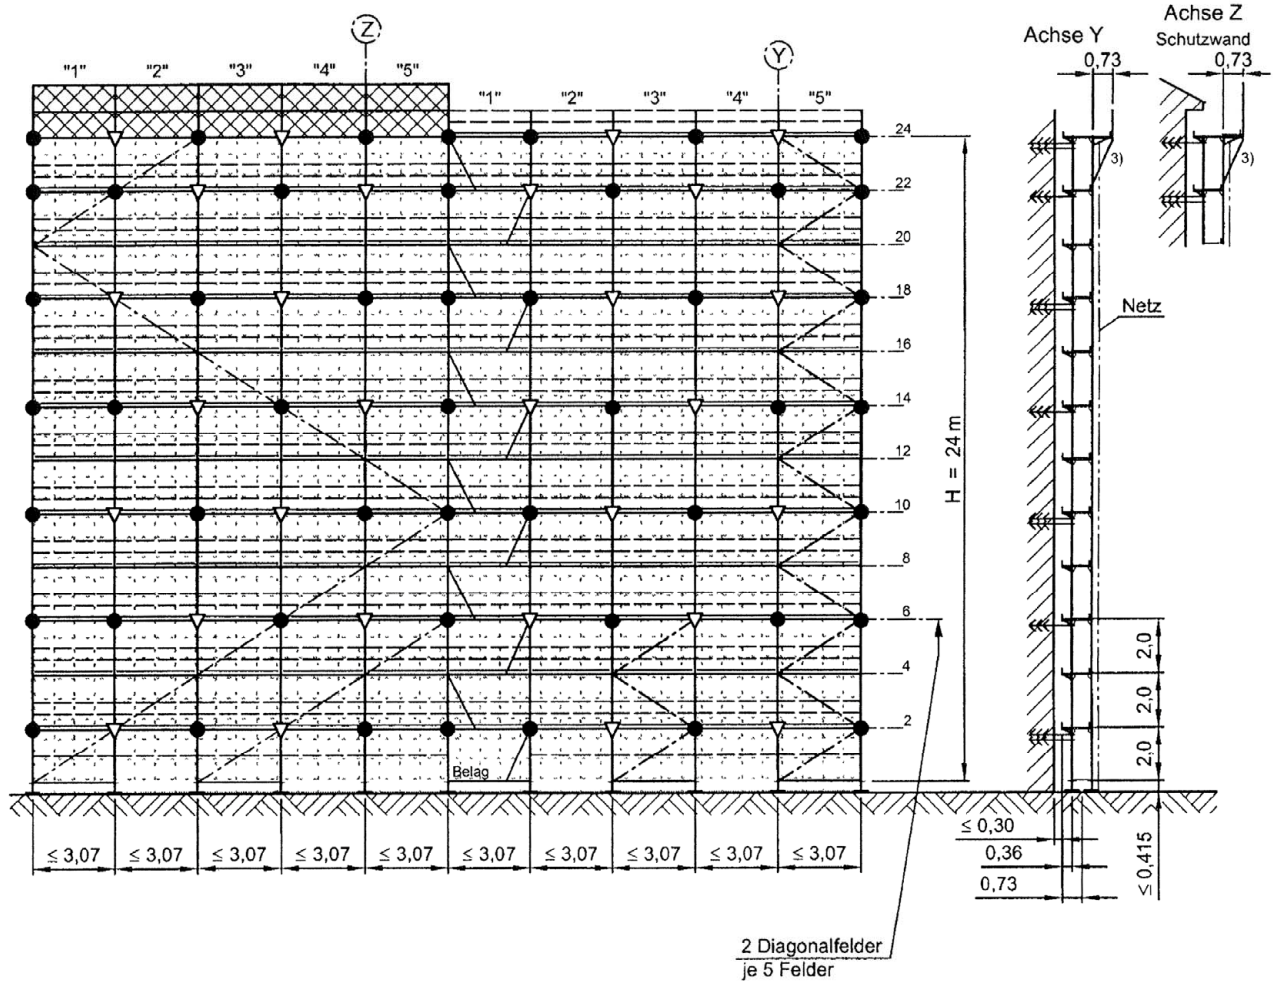 Z
"1" "2" "3" "4" "5"
Y
"1" "2" "3" "4" "5"
Achse Y
0,73
Achse Z
Schutzwand
0,73
24
22
20
18
16
14
12
10
8
6
4
2
H = 24 m
3)
3)
Netz
2,0
2,0
2,0
Belag
≤ 3,07 ≤ 3,07 ≤ 3,07 ≤ 3,07 ≤ 3,07 ≤ 3,07 ≤ 3,07 ≤ 3,07 ≤ 3,07 ≤ 3,07
≤ 0,30
0,36
0,73
≤ 0,415
2 Diagonalfelder
je 5 Felder